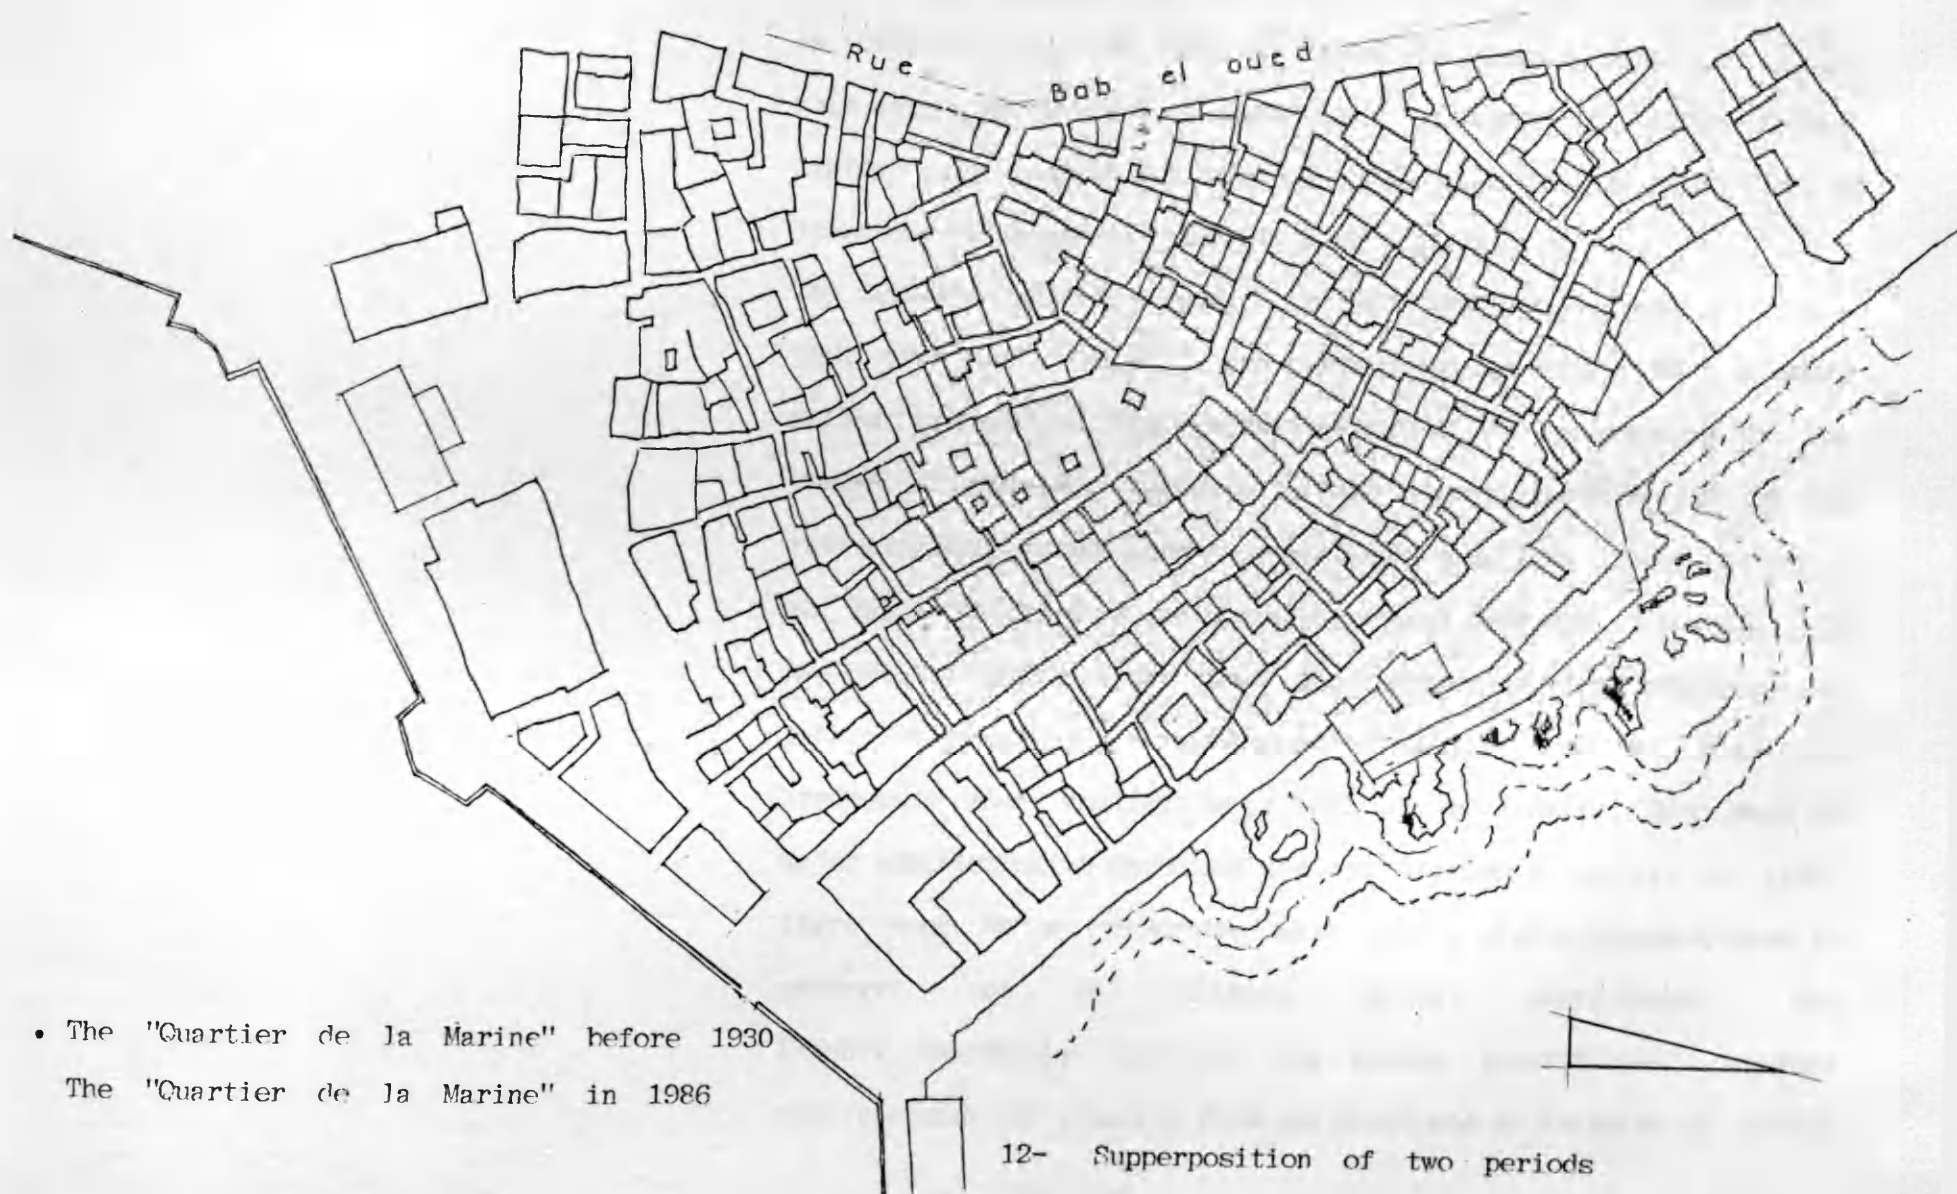 Rue Bab el oued
• The "Quartier de la Marine" before 1930
The "Quartier de la Marine" in 1986
12- Supperposition of two periods